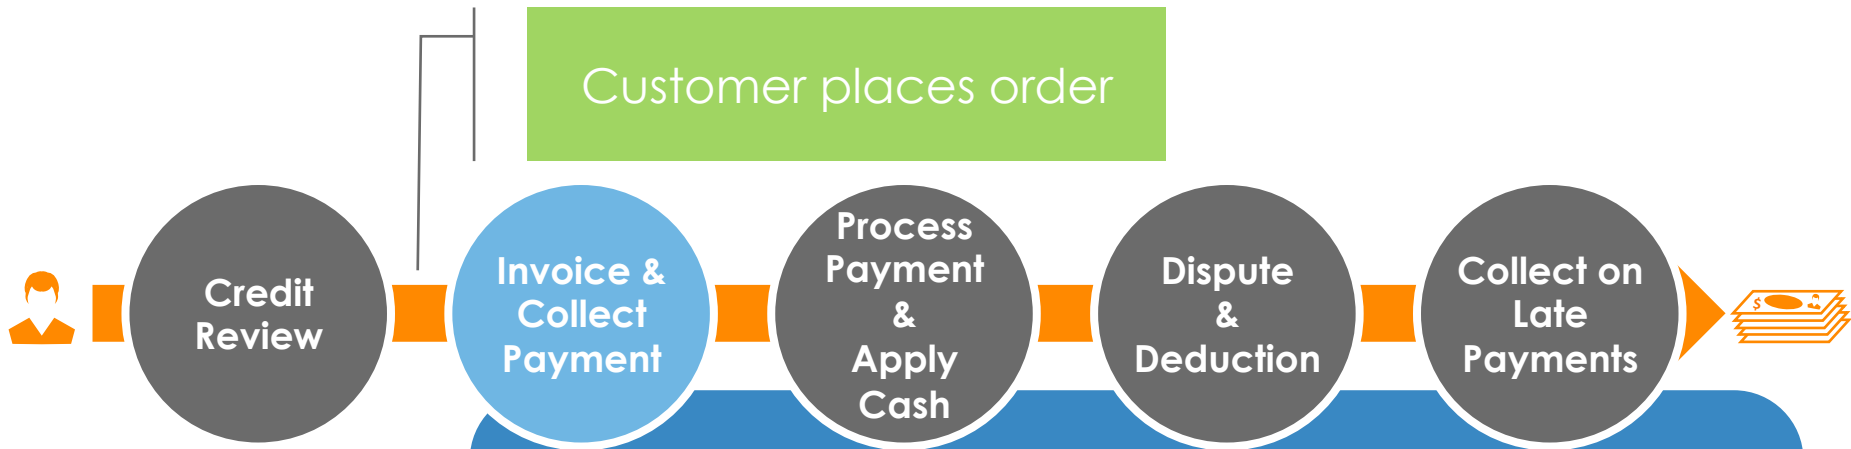 Customer places order
Credit
Review
Invoice &
Collect
Payment
Process
Payment
&
Apply
Cash
Dispute
&
Deduction
Collect on
Late
Payments
$